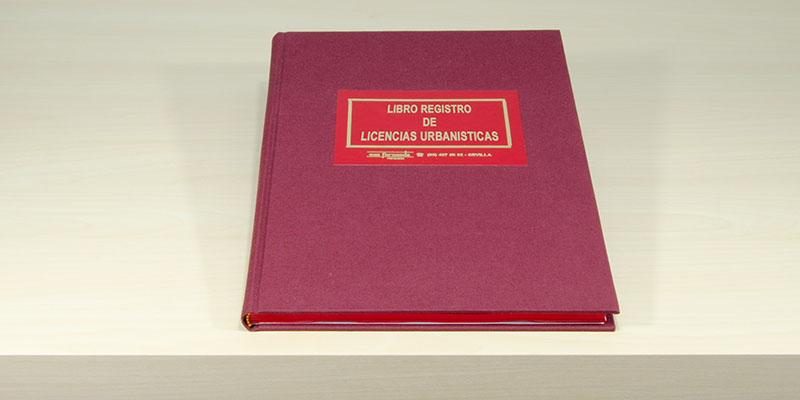 LIBRO REGISTRO
DE
LICENCIAS URBANISTICAS
SEVILLA